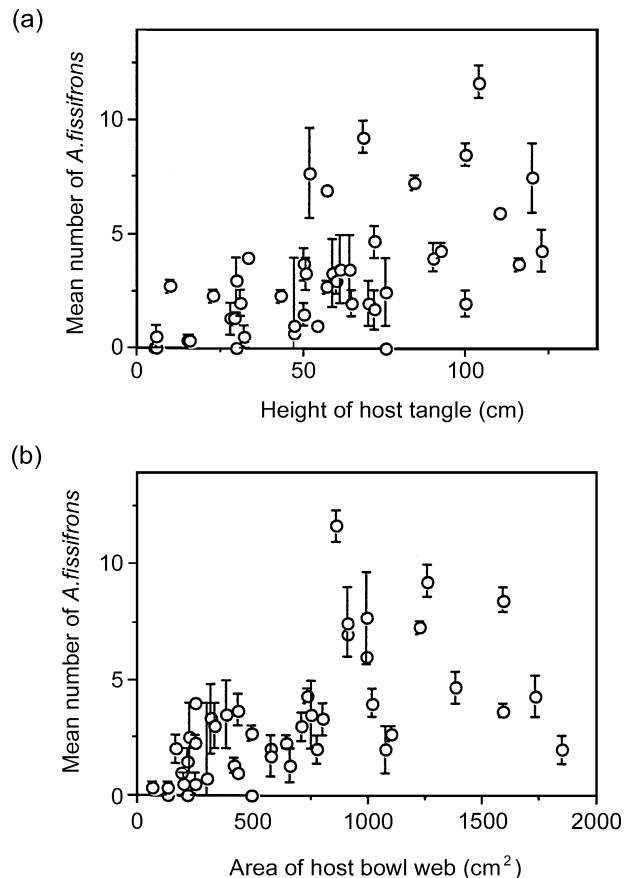 (a)
Mean number of A.fissifrons
10
5
0
0 50 100
Height of host tangle (cm)
(b)
Mean number of A.fissifrons
10
5
0
0 500 1000 1500 2000
Area of host bowl web (cm²)